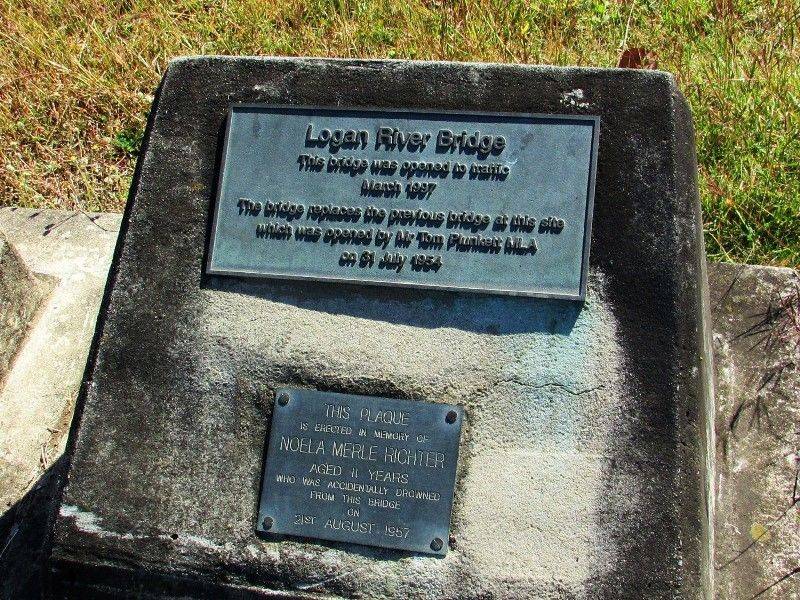 Logan River Bridge
This bridge was opened to traffic
March 1997
The bridge replaces the previous bridge at this site
which was opened by Mr Tom Plunkett MLA
on 31 July 1954
THIS PLAQUE
IS ERECTED IN MEMORY OF
NOELA MERLE RICHTER
AGED 11 YEARS
WHO WAS ACCIDENTALLY DROWNED
FROM THIS BRIDGE
ON
21ST AUGUST. 1957